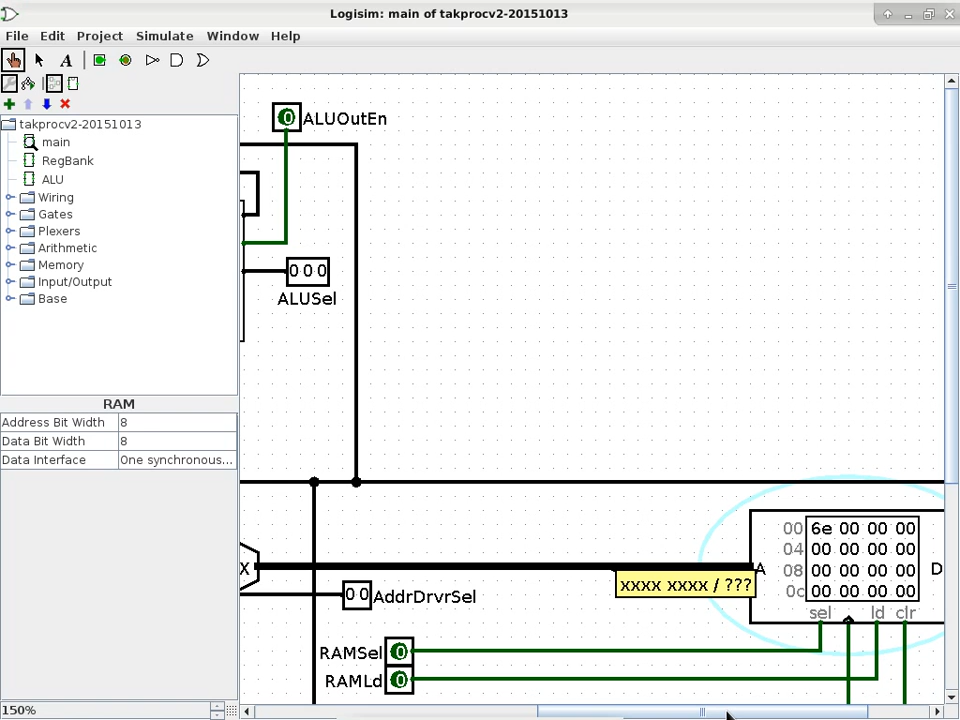 Logisim: main of takprocv2-20151013
File Edit Project Simulate Window Help
A
takprocv2-20151013
main
RegBank
ALU
Wiring
Gates
Plexers
Arithmetic
Memory
Input/Output
Base
RAM
Address Bit Width 8
Data Bit Width 8
Data Interface One synchronous...
150%
0 ALUOutEn
0 0 0
ALUSel
X
0 0 AddrDrvrSel
xxxx xxxx / ???
A
D
00 6e 00 00 00
04 00 00 00 00
08 00 00 00 00
0c 00 00 00 00
sel ld clr
RAMSel 0
RAMLd 0